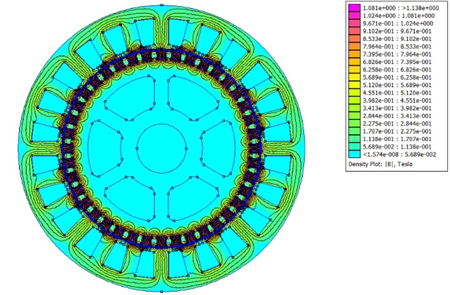 1.081e+000 : >1.138e+000
1.024e+000 : 1.081e+000
9.671e-001 : 1.024e+000
9.102e-001 : 9.671e-001
8.533e-001 : 9.102e-001
7.964e-001 : 8.533e-001
7.395e-001 : 7.964e-001
6.826e-001 : 7.395e-001
6.258e-001 : 6.826e-001
5.689e-001 : 6.258e-001
5.120e-001 : 5.689e-001
4.551e-001 : 5.120e-001
3.982e-001 : 4.551e-001
3.413e-001 : 3.982e-001
2.844e-001 : 3.413e-001
2.275e-001 : 2.844e-001
1.707e-001 : 2.275e-001
1.138e-001 : 1.707e-001
5.689e-002 : 1.138e-001
<1.574e-008 : 5.689e-002
Density Plot: |B|, Tesla